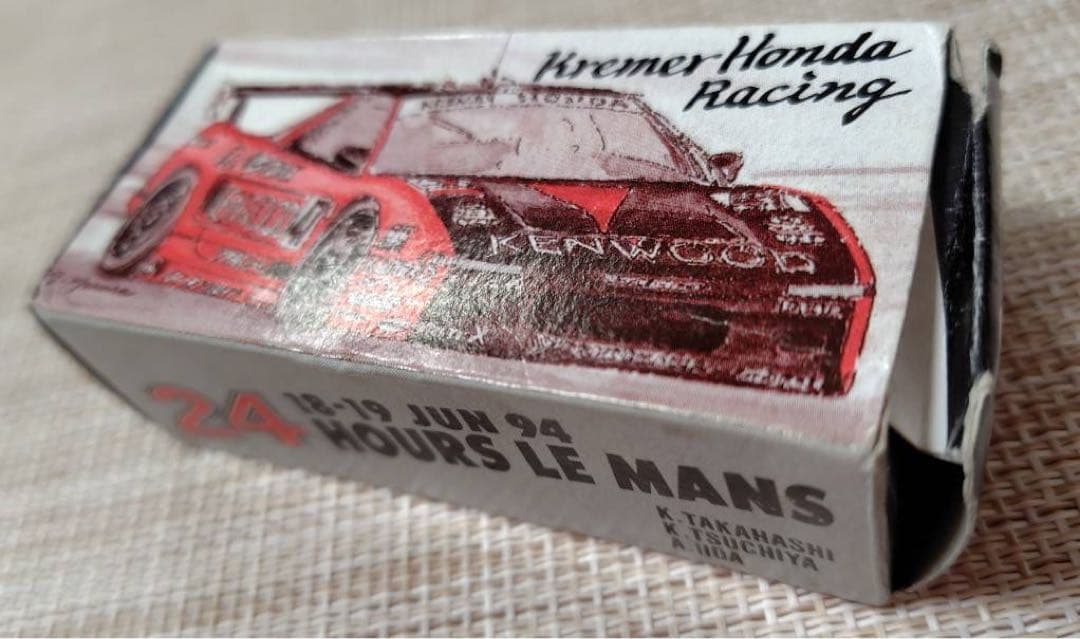 Kremer Honda
Racing
KENWOOD
24
18-19 JUN 94
HOURS LE MANS
K.TAKAHASHI
K.TSUCHIYA
A.IIDA